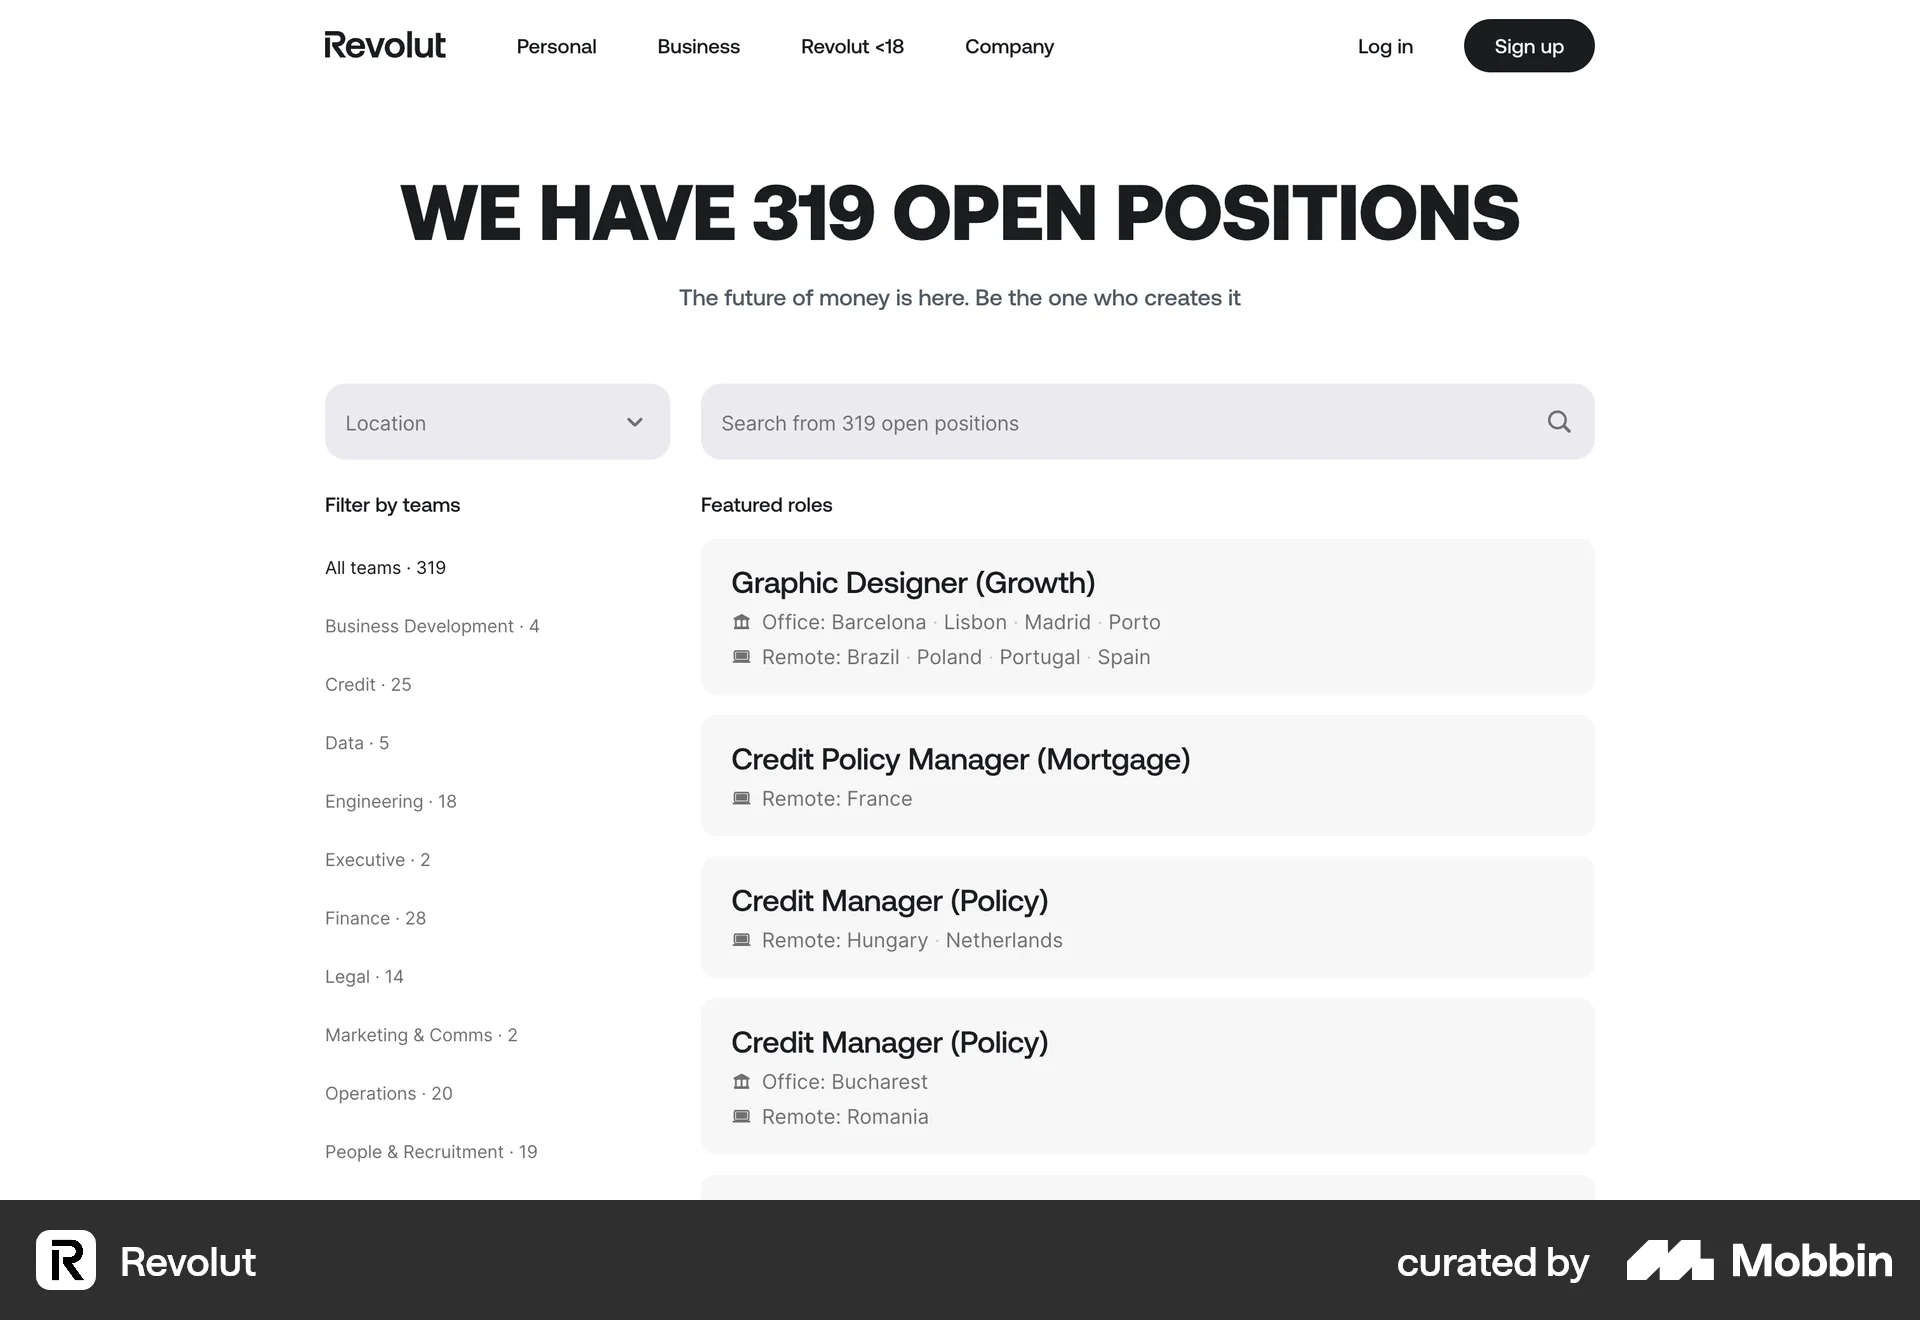 Revolut
Personal
Business
Revolut <18
Company
Log in
Sign up
WE HAVE 319 OPEN POSITIONS
The future of money is here. Be the one who creates it
Location
Search from 319 open positions
Filter by teams
All teams · 319
Business Development · 4
Credit · 25
Data · 5
Engineering · 18
Executive · 2
Finance · 28
Legal · 14
Marketing & Comms · 2
Operations · 20
People & Recruitment · 19
Featured roles
Graphic Designer (Growth)
Office: Barcelona · Lisbon · Madrid · Porto
Remote: Brazil · Poland · Portugal · Spain
Credit Policy Manager (Mortgage)
Remote: France
Credit Manager (Policy)
Remote: Hungary · Netherlands
Credit Manager (Policy)
Office: Bucharest
Remote: Romania
R Revolut
curated by Mobbin